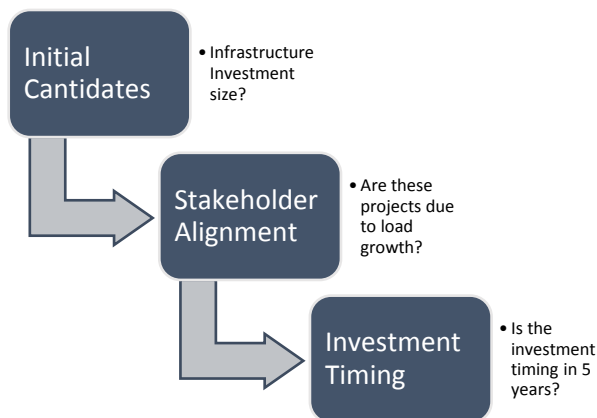 Initial
Cantidates
• Infrastructure
Investment
size?
Stakeholder
Alignment
• Are these
projects due
to load
growth?
Investment
Timing
• Is the
investment
timing in 5
years?